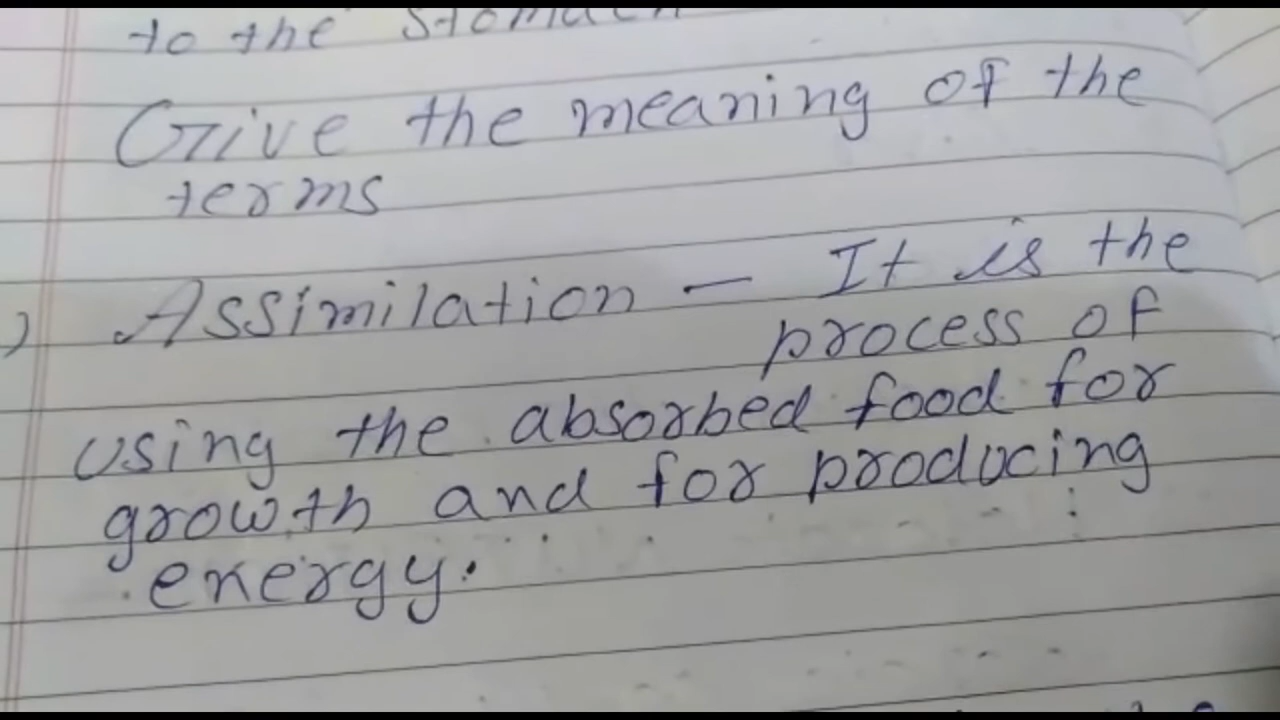 to the stomach
Give the meaning of the
terms
) Assimilation - It is the
process of
using the absorbed food for
growth and for producing
energy.